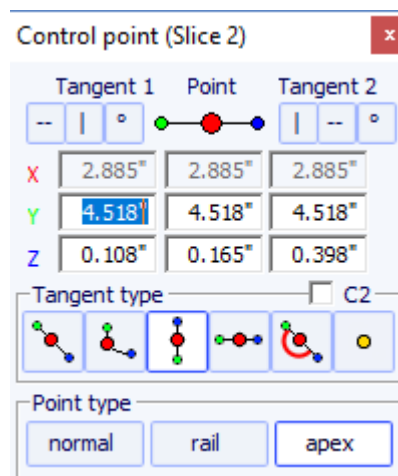 Control point (Slice 2) x
Tangent 1 Point Tangent 2
-- | ° | -- °
X 2.885" 2.885" 2.885"
Y 4.518" 4.518" 4.518"
Z 0.108" 0.165" 0.398"
Tangent type C2
Point type
normal rail apex